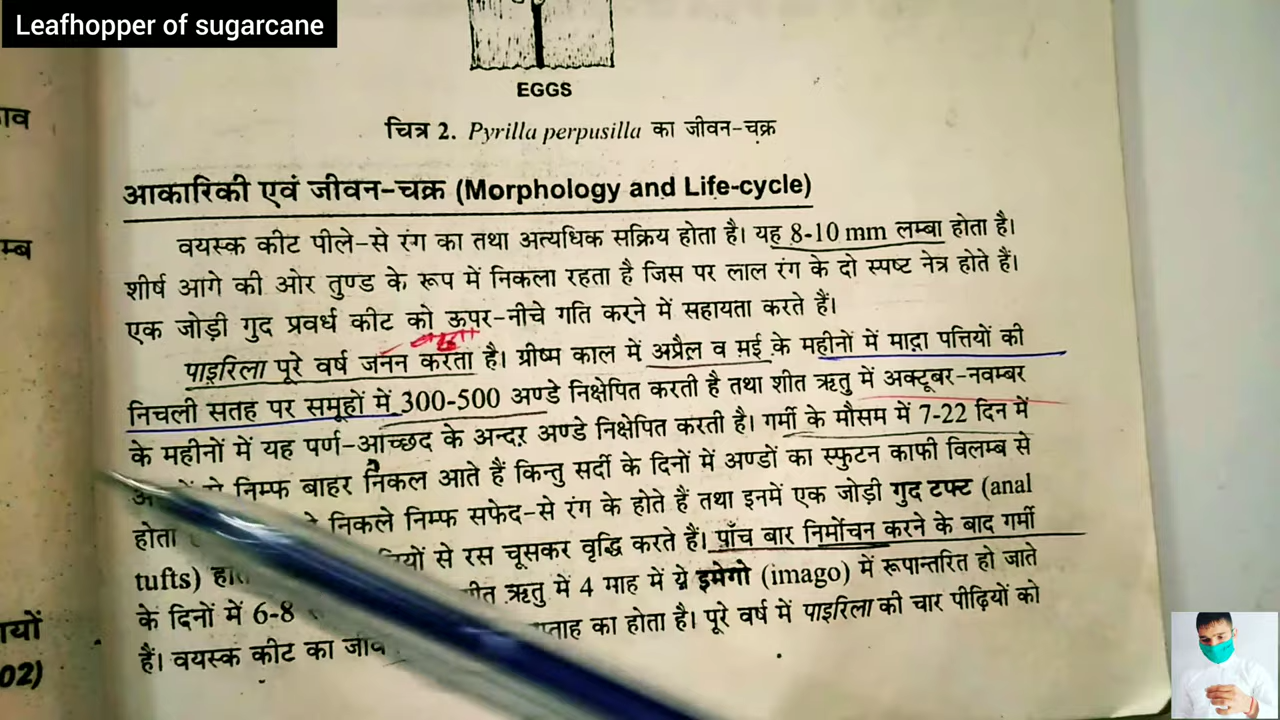 Leafhopper of sugarcane
EGGS
चित्र 2. Pyrilla perpusilla का जीवन-चक्र
आकारिकी एवं जीवन-चक्र (Morphology and Life-cycle)
वयस्क कीट पीले-से रंग का तथा अत्यधिक सक्रिय होता है। यह 8-10 mm लम्बा होता है।
शीर्ष आगे की ओर तुण्ड के रूप में निकला रहता है जिस पर लाल रंग के दो स्पष्ट नेत्र होते हैं।
एक जोड़ी गुद प्रवर्ध कीट को ऊपर-नीचे गति करने में सहायता करते हैं।
पाइरिला पूरे वर्ष जनन करता है। ग्रीष्म काल में अप्रैल व मई के महीनों में मादा पत्तियों की
निचली सतह पर समूहों में 300-500 अण्डे निक्षेपित करती है तथा शीत ऋतु में अक्टूबर-नवम्बर
के महीनों में यह पर्ण-आच्छद के अन्दर अण्डे निक्षेपित करती है। गर्मी के मौसम में 7-22 दिन में
निम्फ बाहर निकल आते हैं किन्तु सर्दी के दिनों में अण्डों का स्फुटन काफी विलम्ब से
होता निकले निम्फ सफेद-से रंग के होते हैं तथा इनमें एक जोड़ी गुद टफ्ट (anal
tufts) से रस चूसकर वृद्धि करते हैं। पाँच बार निर्मोचन करने के बाद गर्मी
के दिनों में 6-8 ऋतु में 4 माह में ये इमेगो (imago) में रूपान्तरित हो जाते
हैं। वयस्क कीट का का होता है। पूरे वर्ष में पाइरिला की चार पीढ़ियों को
02)